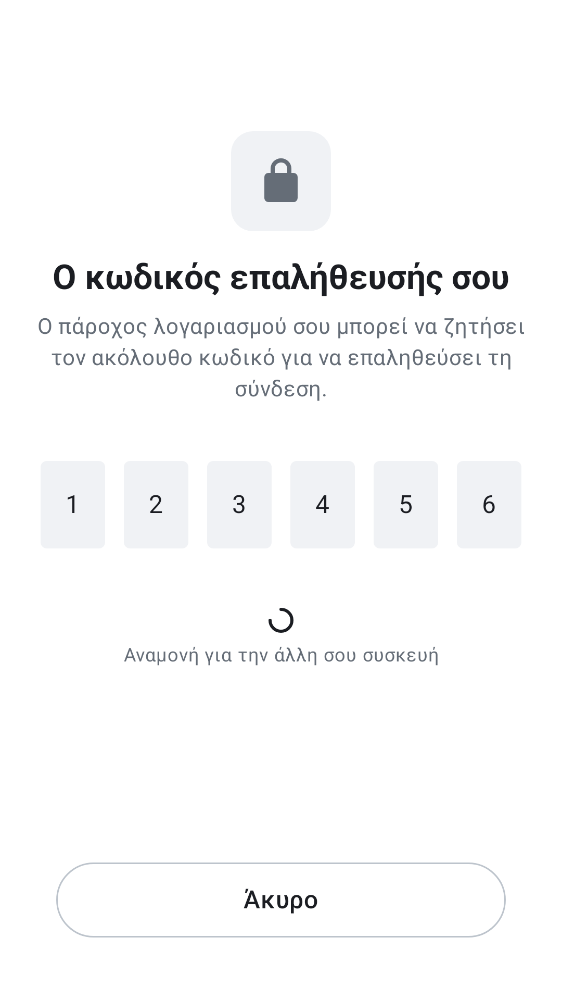 Ο κωδικός επαλήθευσής σου
Ο πάροχος λογαριασμού σου μπορεί να ζητήσει
τον ακόλουθο κωδικό για να επαληθεύσει τη
σύνδεση.
1 2 3 4 5 6
Αναμονή για την άλλη σου συσκευή
Άκυρο